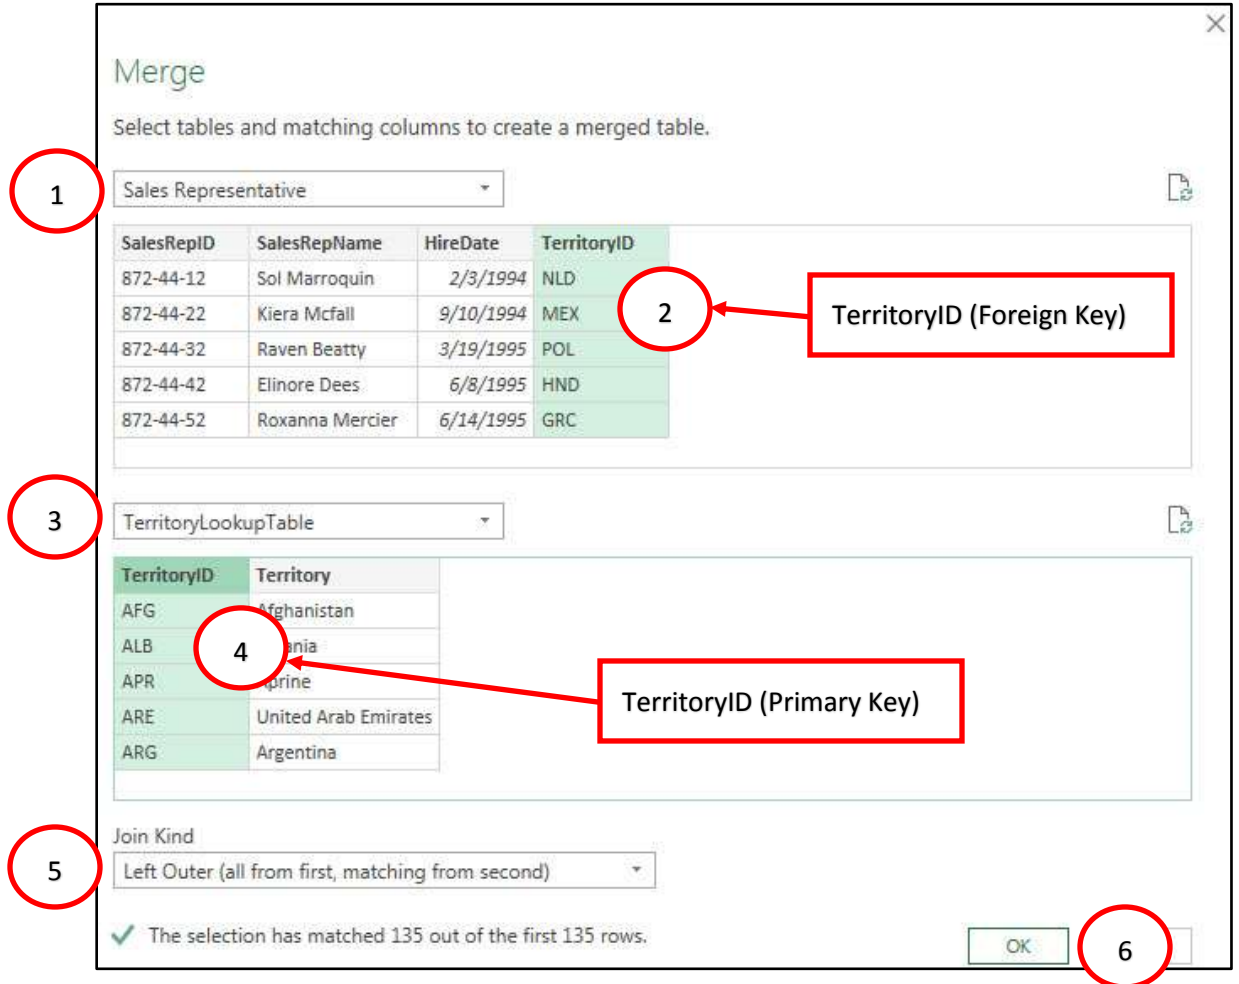 Merge
Select tables and matching columns to create a merged table.
1
Sales Representative
SalesRepID SalesRepName HireDate TerritoryID
872-44-12 Sol Marroquin 2/3/1994 NLD
872-44-22 Kiera Mcfall 9/10/1994 MEX
2
TerritoryID (Foreign Key)
872-44-32 Raven Beatty 3/19/1995 POL
872-44-42 Elinore Dees 6/8/1995 HND
872-44-52 Roxanna Mercier 6/14/1995 GRC
3
TerritoryLookupTable
TerritoryID Territory
AFG Afghanistan
ALB
4
APR Aprine
ARE United Arab Emirates
TerritoryID (Primary Key)
ARG Argentina
Join Kind
5
Left Outer (all from first, matching from second)
The selection has matched 135 out of the first 135 rows.
OK
6